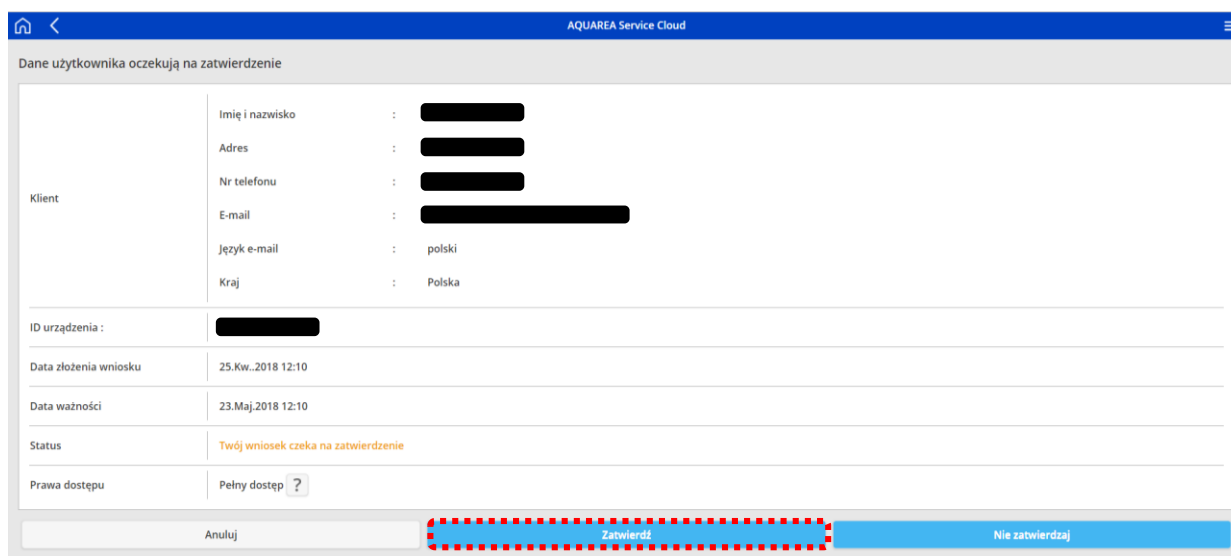 AQUAREA Service Cloud
Dane użytkownika oczekują na zatwierdzenie
Klient
Imię i nazwisko :
Adres :
Nr telefonu :
E-mail :
Język e-mail : polski
Kraj : Polska
ID urządzenia :
Data złożenia wniosku 25.Kw..2018 12:10
Data ważności 23.Maj.2018 12:10
Status Twój wniosek czeka na zatwierdzenie
Prawa dostępu Pełny dostęp ?
Anuluj Zatwierdź Nie zatwierdzaj